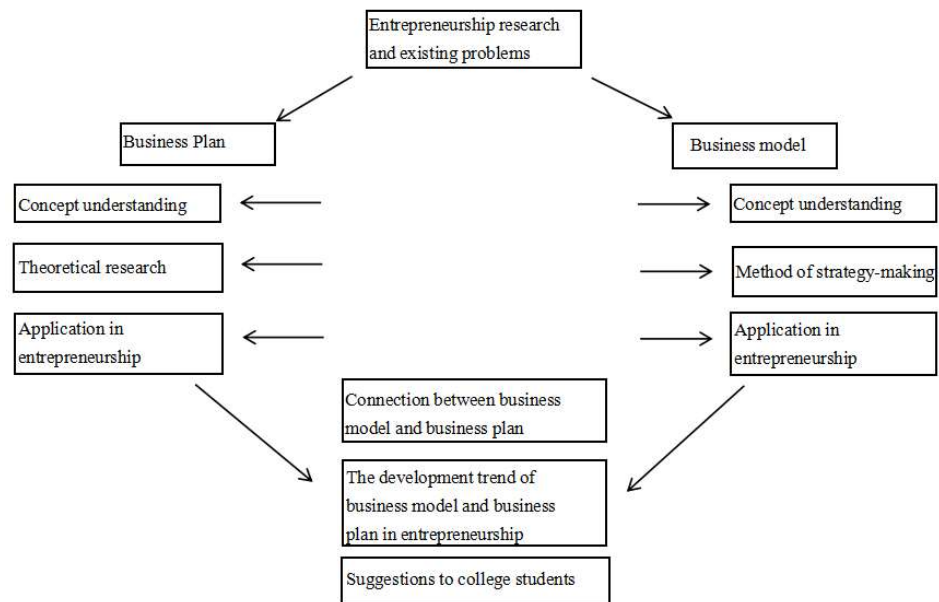 Entrepreneurship research
and existing problems
Business Plan
Business model
Concept understanding
Concept understanding
Theoretical research
Method of strategy-making
Application in
entrepreneurship
Application in
entrepreneurship
Connection between business
model and business plan
The development trend of
business model and business
plan in entrepreneurship
Suggestions to college students